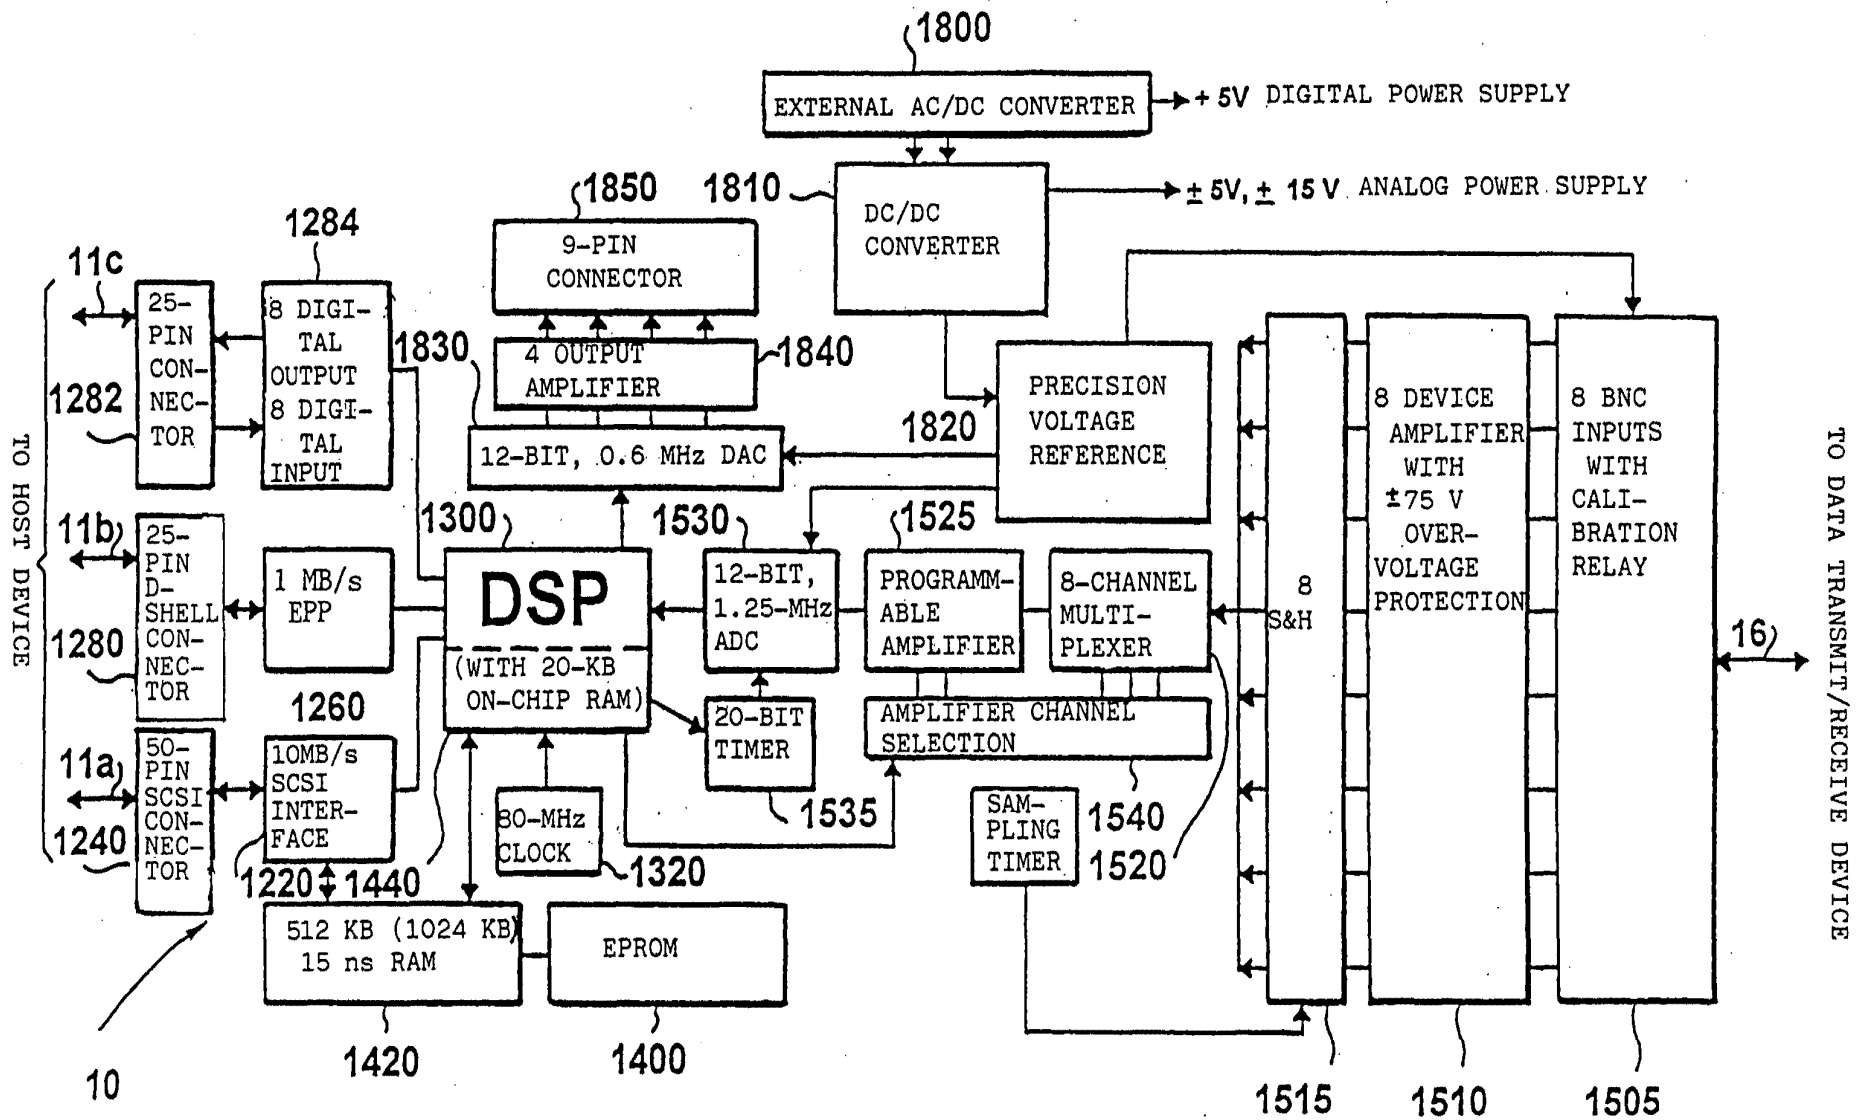 1800
EXTERNAL AC/DC CONVERTER
+ 5V DIGITAL POWER SUPPLY
1850
1810
DC/DC
CONVERTER
± 5V, ± 15 V ANALOG POWER SUPPLY
1284
9-PIN
CONNECTOR
11c
25-
PIN
CON-
NEC-
TOR
8 DIGI-
TAL
OUTPUT
8 DIGI-
TAL
INPUT
1282
1830
4 OUTPUT
AMPLIFIER
1840
12-BIT, 0.6 MHz DAC
1820
PRECISION
VOLTAGE
REFERENCE
8 DEVICE
AMPLIFIER
WITH
±75 V
OVER-
VOLTAGE
PROTECTION
8 BNC
INPUTS
WITH
CALI-
BRATION
RELAY
TO HOST DEVICE
TO DATA TRANSMIT/RECEIVE DEVICE
11b
25-
PIN
D-
SHELL
CON-
NEC-
TOR
1280
1 MB/s
EPP
1300
DSP
(WITH 20-KB
ON-CHIP RAM)
1530
12-BIT,
1.25-MHz
ADC
1525
PROGRAMM-
ABLE
AMPLIFIER
8-CHANNEL
MULTI-
PLEXER
8
S&H
16
1260
11a
50-
PIN
SCSI
CON-
NEC-
TOR
1240
10MB/s
SCSI
INTER-
FACE
20-BIT
TIMER
AMPLIFIER CHANNEL
SELECTION
1535
80-MHz
CLOCK
SAM-
PLING
TIMER
1540
1520
1220
1440
1320
512 KB (1024 KB)
15 ns RAM
EPROM
10
1420
1400
1515
1510
1505